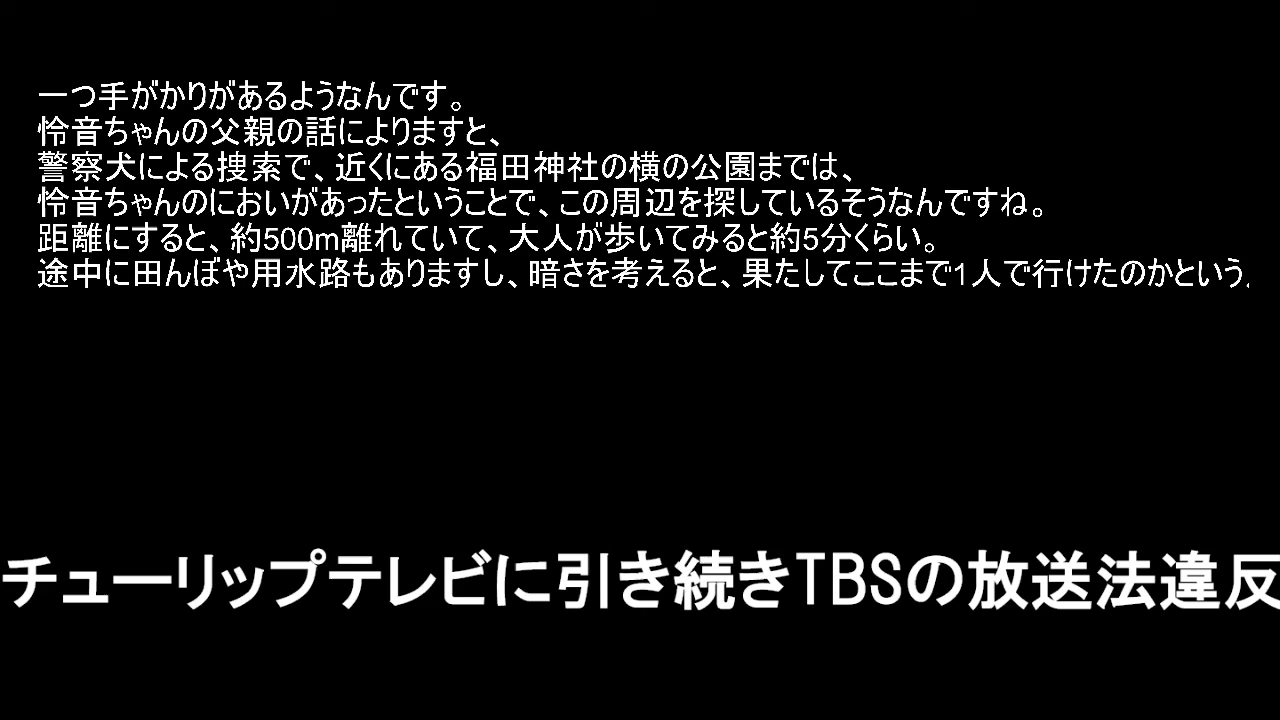 一つ手がかりがあるようなんです。
怜音ちゃんの父親の話によりますと、
警察犬による捜索で、近くにある福田神社の横の公園までは、
怜音ちゃんのにおいがあったということで、この周辺を探しているそうなんですね。
距離にすると、約500m離れていて、大人が歩いてみると約5分くらい。
途中に田んぼや用水路もありますし、暗さを考えると、果たしてここまで1人で行けたのかという
チューリップテレビに引き続きTBSの放送法違反